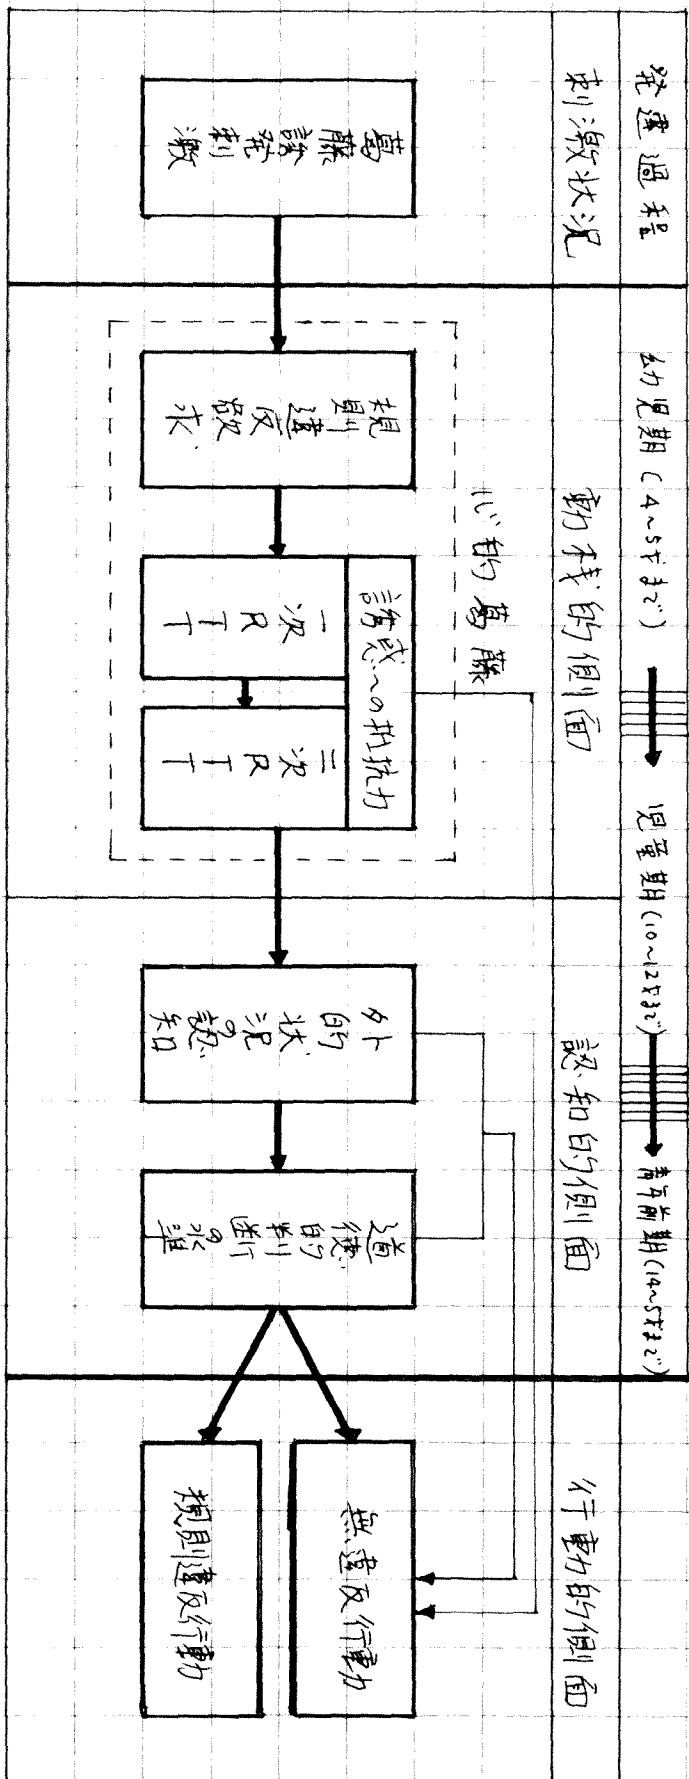 発達過程
幼児期(4~5才まで)
児童期(10~12才まで)
青年前期(14~5才まで)
刺激状況
動機的側面
認知的側面
行動的側面
葛藤誘発刺激
心的葛藤
規則違反欲求
誘惑への抵抗力
一次RTT
二次RTT
外的状況の認知
道徳的判断の水準
無違反行動
規則違反行動